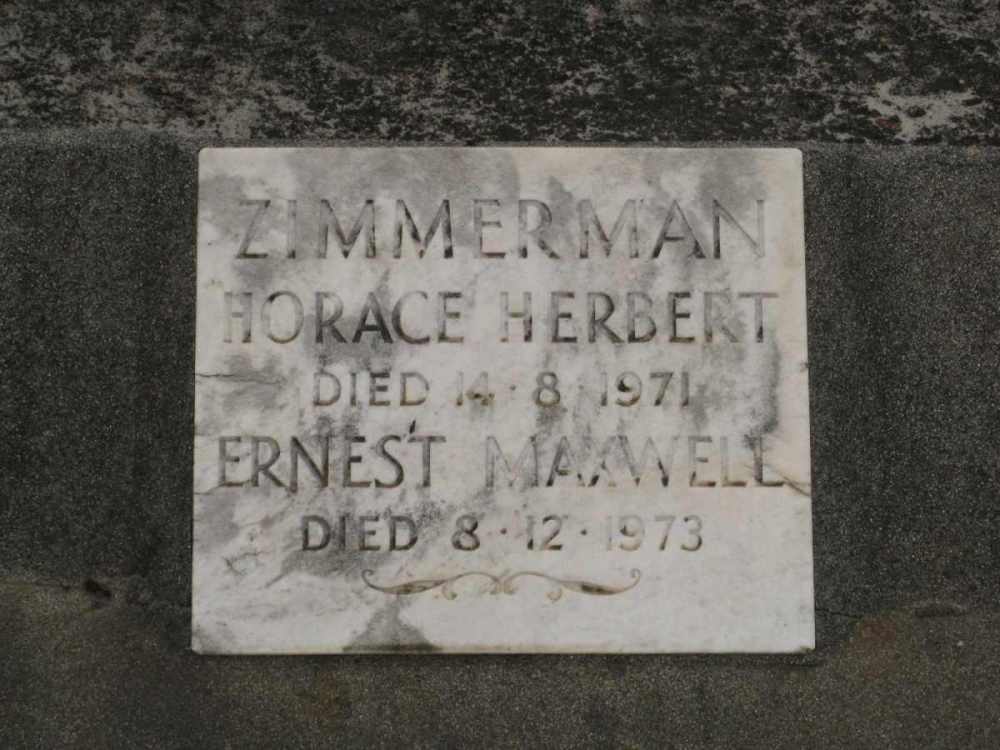 ZIMMERMAN
HORACE HERBERT
DIED 14·8·1971
ERNEST MAXWELL
DIED 8·12·1973